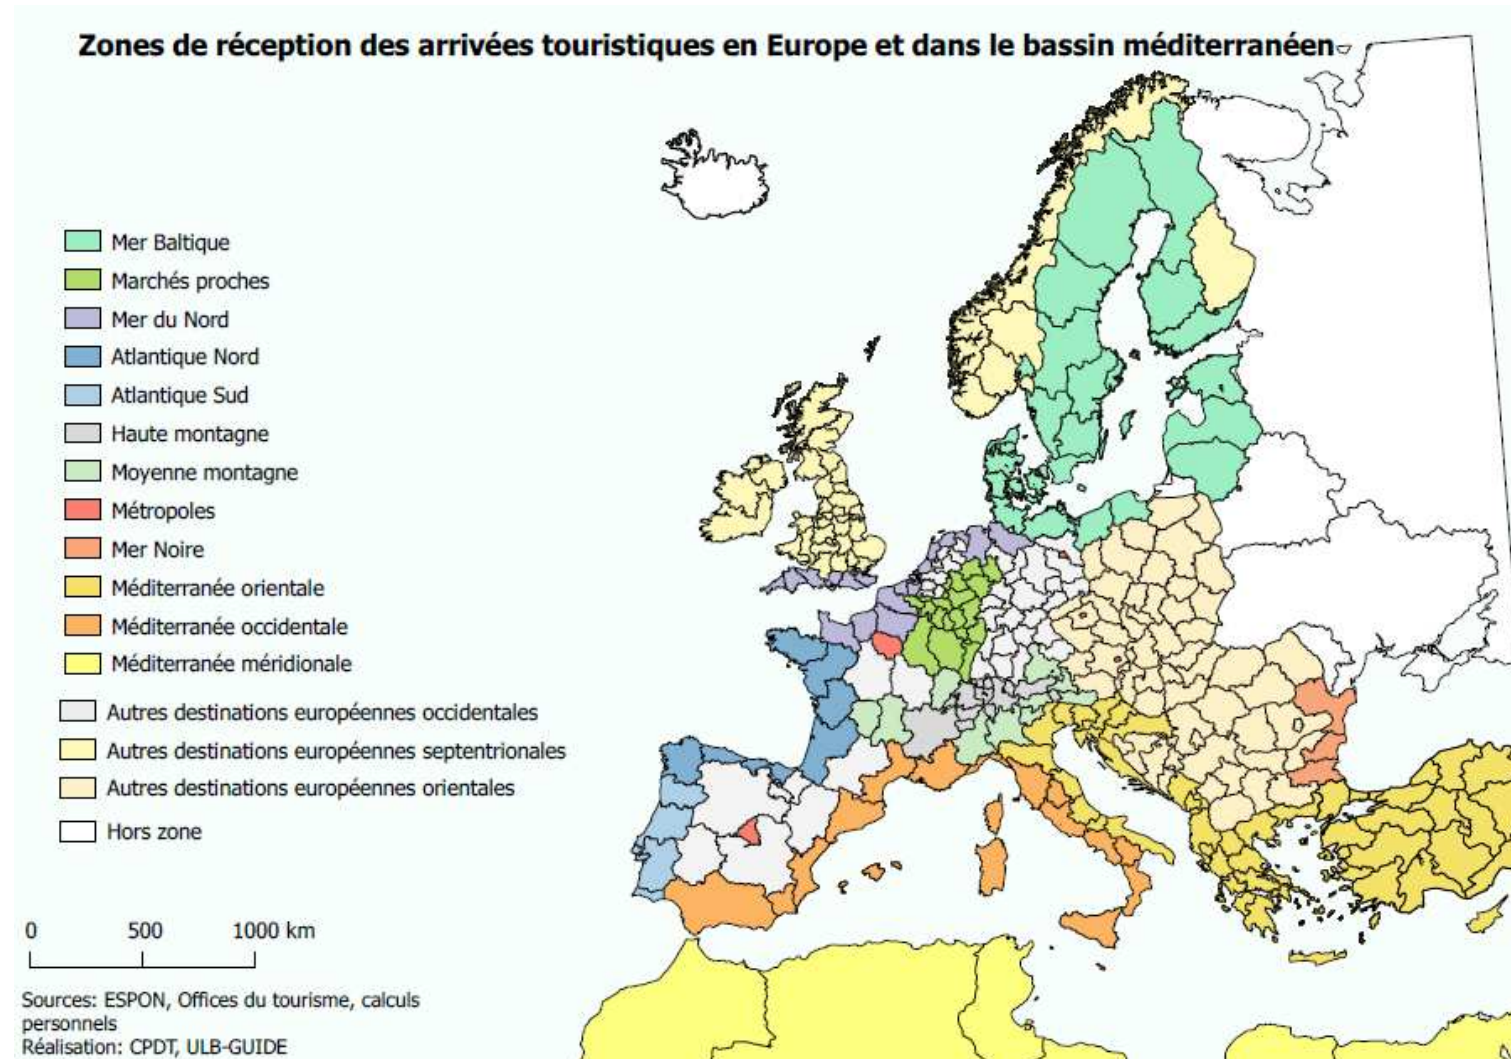 Zones de réception des arrivées touristiques en Europe et dans le bassin méditerranéen
Mer Baltique
Marchés proches
Mer du Nord
Atlantique Nord
Atlantique Sud
Haute montagne
Moyenne montagne
Métropoles
Mer Noire
Méditerranée orientale
Méditerranée occidentale
Méditerranée méridionale
Autres destinations européennes occidentales
Autres destinations européennes septentrionales
Autres destinations européennes orientales
Hors zone
0 500 1000 km
Sources: ESPON, Offices du tourisme, calculs
personnels
Réalisation: CPDT, ULB-GUIDE